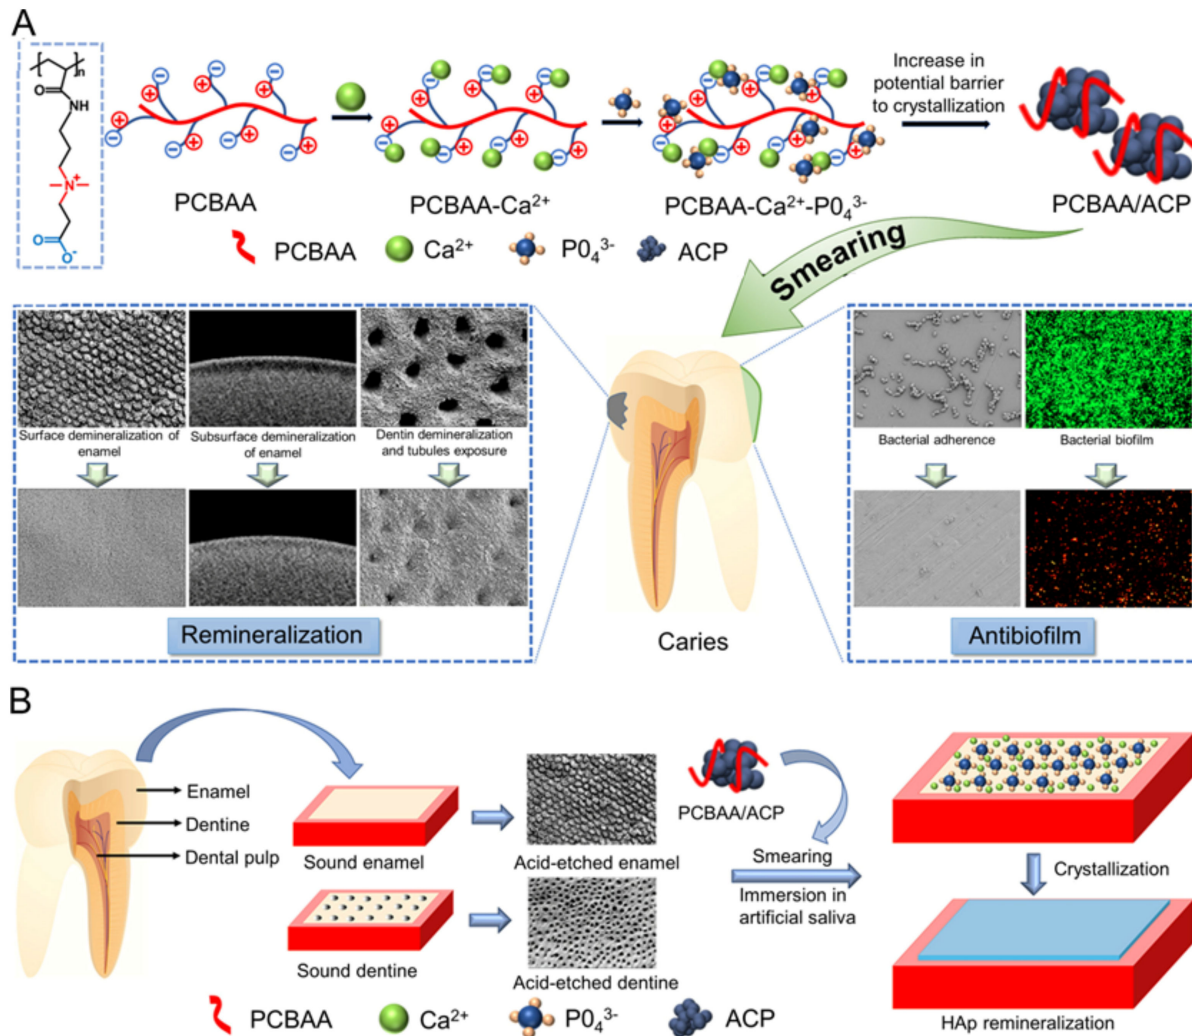 A
n
O
NH
N+
O
O-
PCBAA
PCBAA-Ca²⁺
PCBAA-Ca²⁺-P0₄³⁻
Increase in
potential barrier
to crystallization
PCBAA/ACP
PCBAA
Ca²⁺
P0₄³⁻
ACP
Smearing
Surface demineralization of
enamel
Subsurface demineralization
of enamel
Dentin demineralization
and tubules exposure
Remineralization
Caries
Bacterial adherence
Bacterial biofilm
Antibiofilm
B
Enamel
Dentine
Dental pulp
Sound enamel
Sound dentine
Acid-etched enamel
Acid-etched dentine
PCBAA/ACP
Smearing
Immersion in
artificial saliva
Crystallization
HAp remineralization
PCBAA
Ca²⁺
P0₄³⁻
ACP